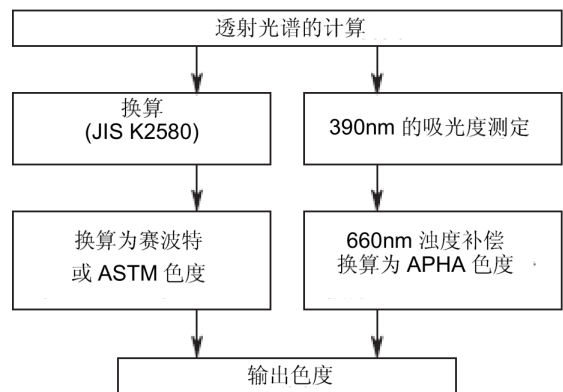 透射光谱的计算
换算
(JIS K2580)
390nm 的吸光度测定
换算为赛波特
或 ASTM 色度
660nm 浊度补偿
换算为 APHA 色度
输出色度